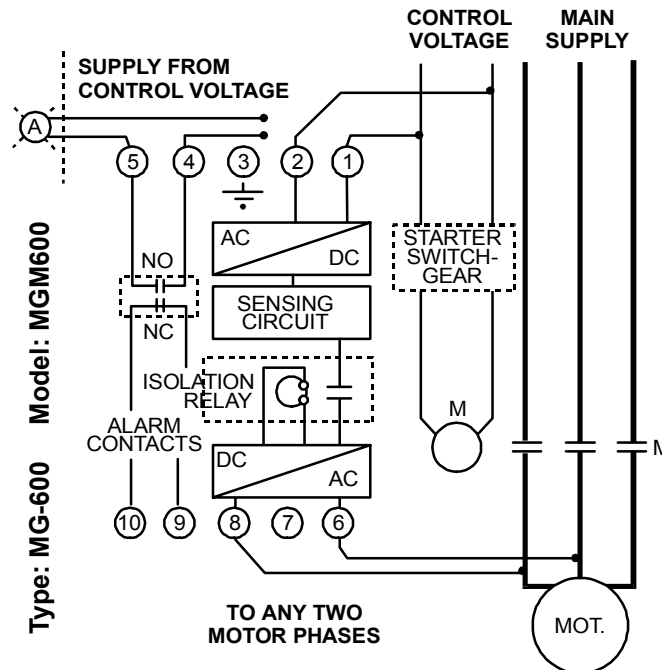 CONTROL
VOLTAGE
MAIN
SUPPLY
SUPPLY FROM
CONTROL VOLTAGE
A
5
4
3
2
1
AC
DC
STARTER
SWITCH-
GEAR
NO
NC
SENSING
CIRCUIT
ISOLATION
RELAY
M
M
ALARM
CONTACTS
DC
AC
10
9
8
7
6
TO ANY TWO
MOTOR PHASES
MOT.
Type: MG-600 Model: MGM600